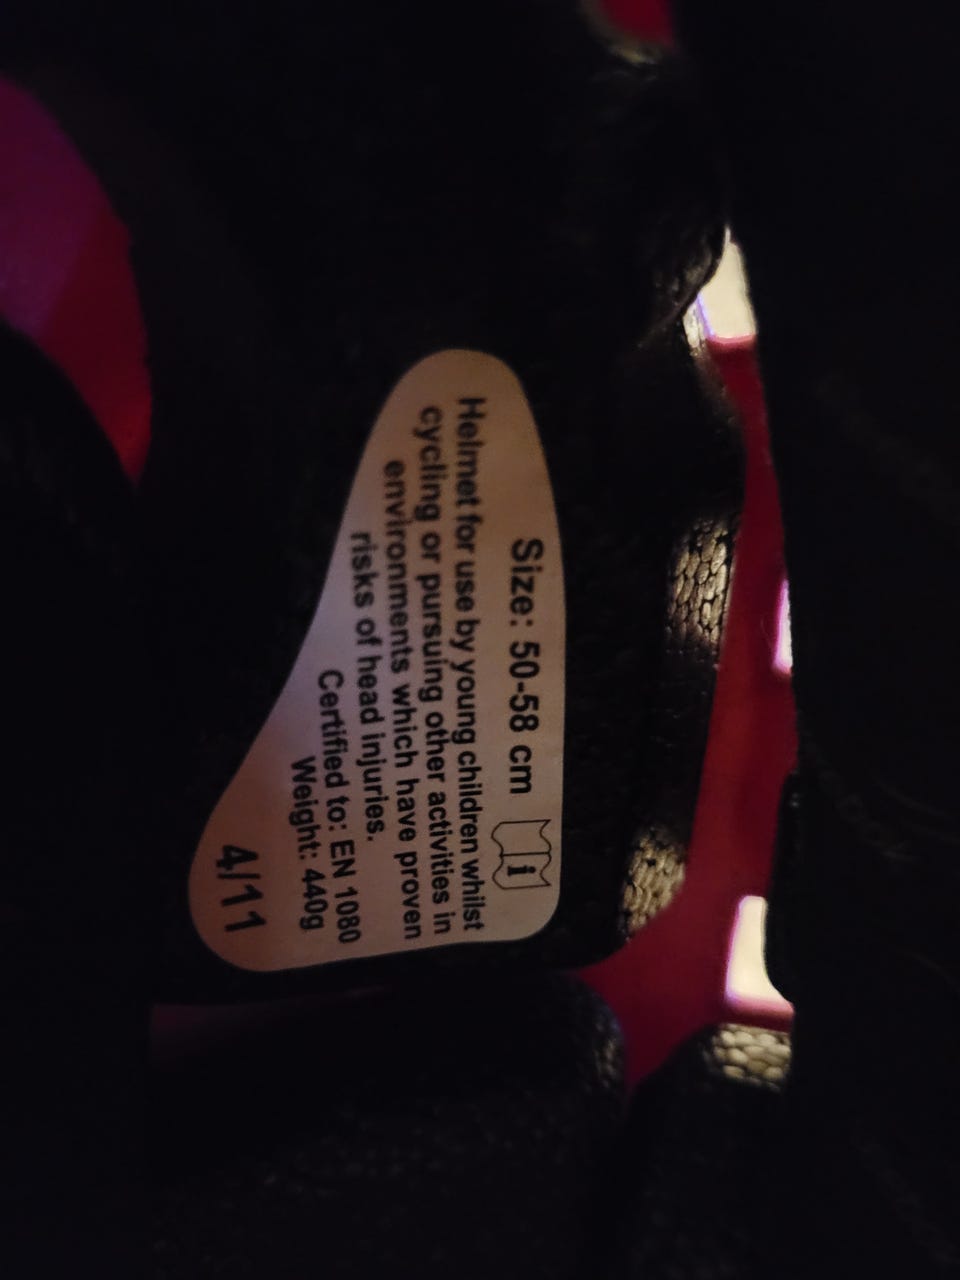 Size: 50-58 cm i
Helmet for use by young children whilst
cycling or pursuing other activities in
environments which have proven
risks of head injuries.
Certified to: EN 1080
Weight: 440g
4/11